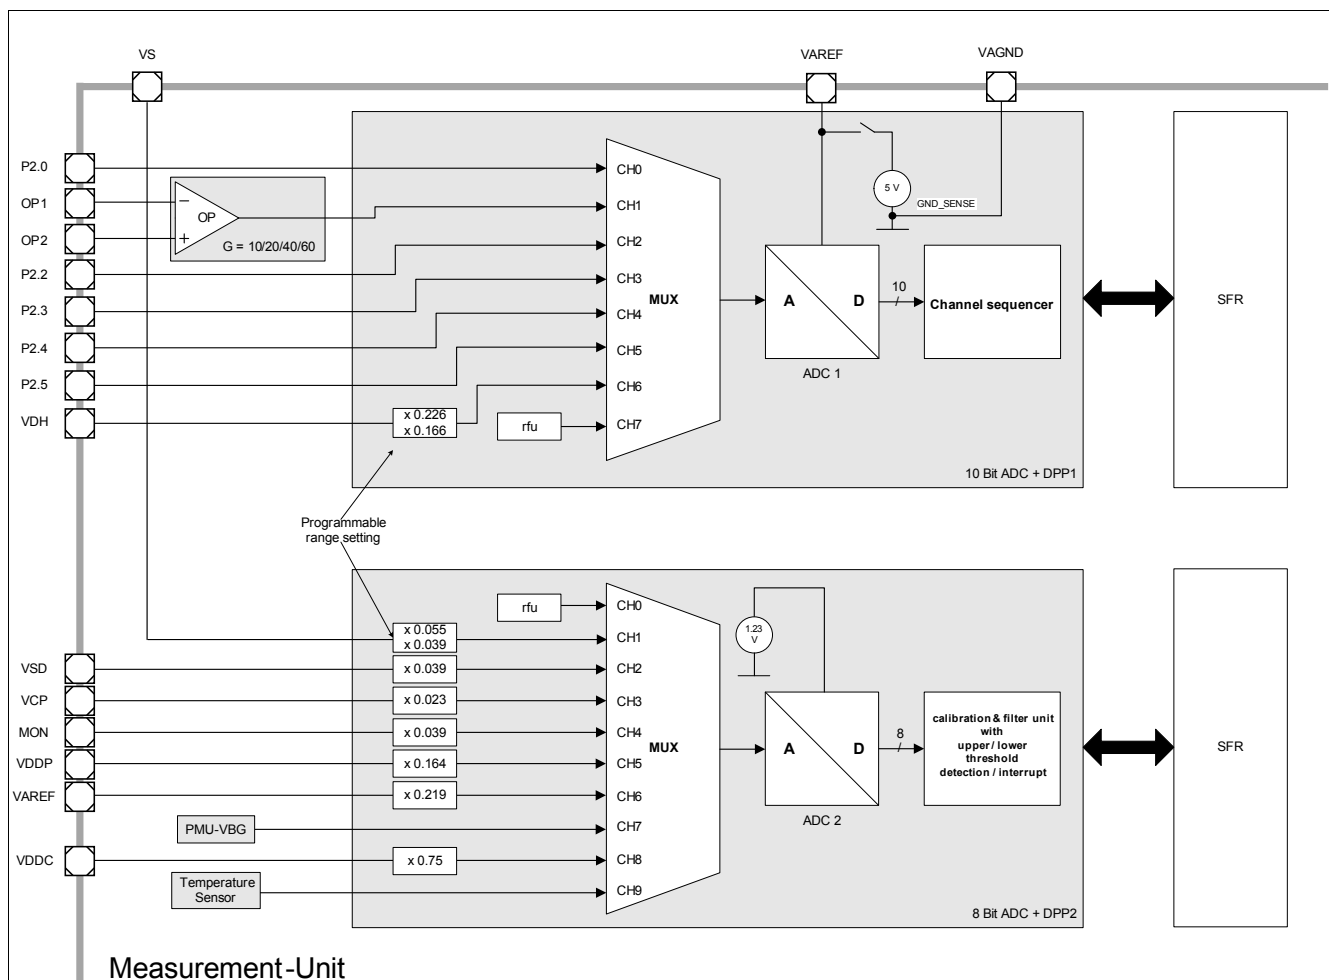 VS
VAREF
VAGND
P2.0
OP1
OP2
P2.2
P2.3
P2.4
P2.5
VDH
−
OP
+
G = 10/20/40/60
x 0.226
x 0.166
rfu
CH0
CH1
CH2
CH3
CH4
CH5
CH6
CH7
MUX
5 V
GND_SENSE
A
D
ADC 1
10
Channel sequencer
10 Bit ADC + DPP1
SFR
Programmable
range setting
VSD
VCP
MON
VDDP
VAREF
VDDC
PMU-VBG
Temperature
Sensor
rfu
x 0.055
x 0.039
x 0.039
x 0.023
x 0.039
x 0.164
x 0.219
x 0.75
CH0
CH1
CH2
CH3
CH4
CH5
CH6
CH7
CH8
CH9
MUX
1.23
V
A
D
ADC 2
8
calibration & filter unit
with
upper / lower
threshold
detection / interrupt
8 Bit ADC + DPP2
SFR
Measurement-Unit